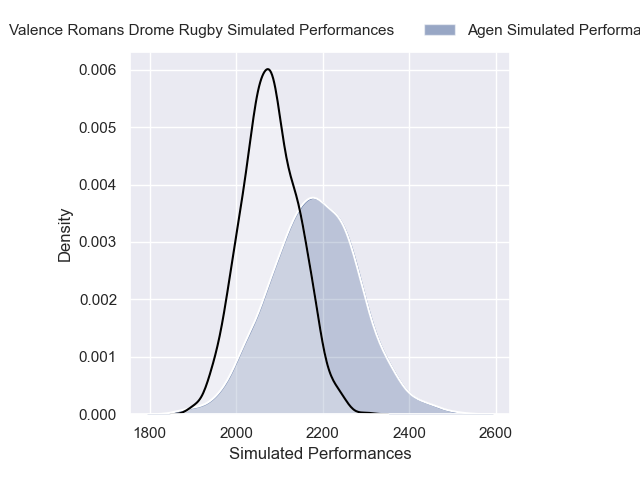 Valence Romans Drome Rugby Simulated Performances
Agen Simulated Performa
0.006
0.005
0.004
0.003
0.002
0.001
0.000
Density
1800 2000 2200 2400 2600
Simulated Performances